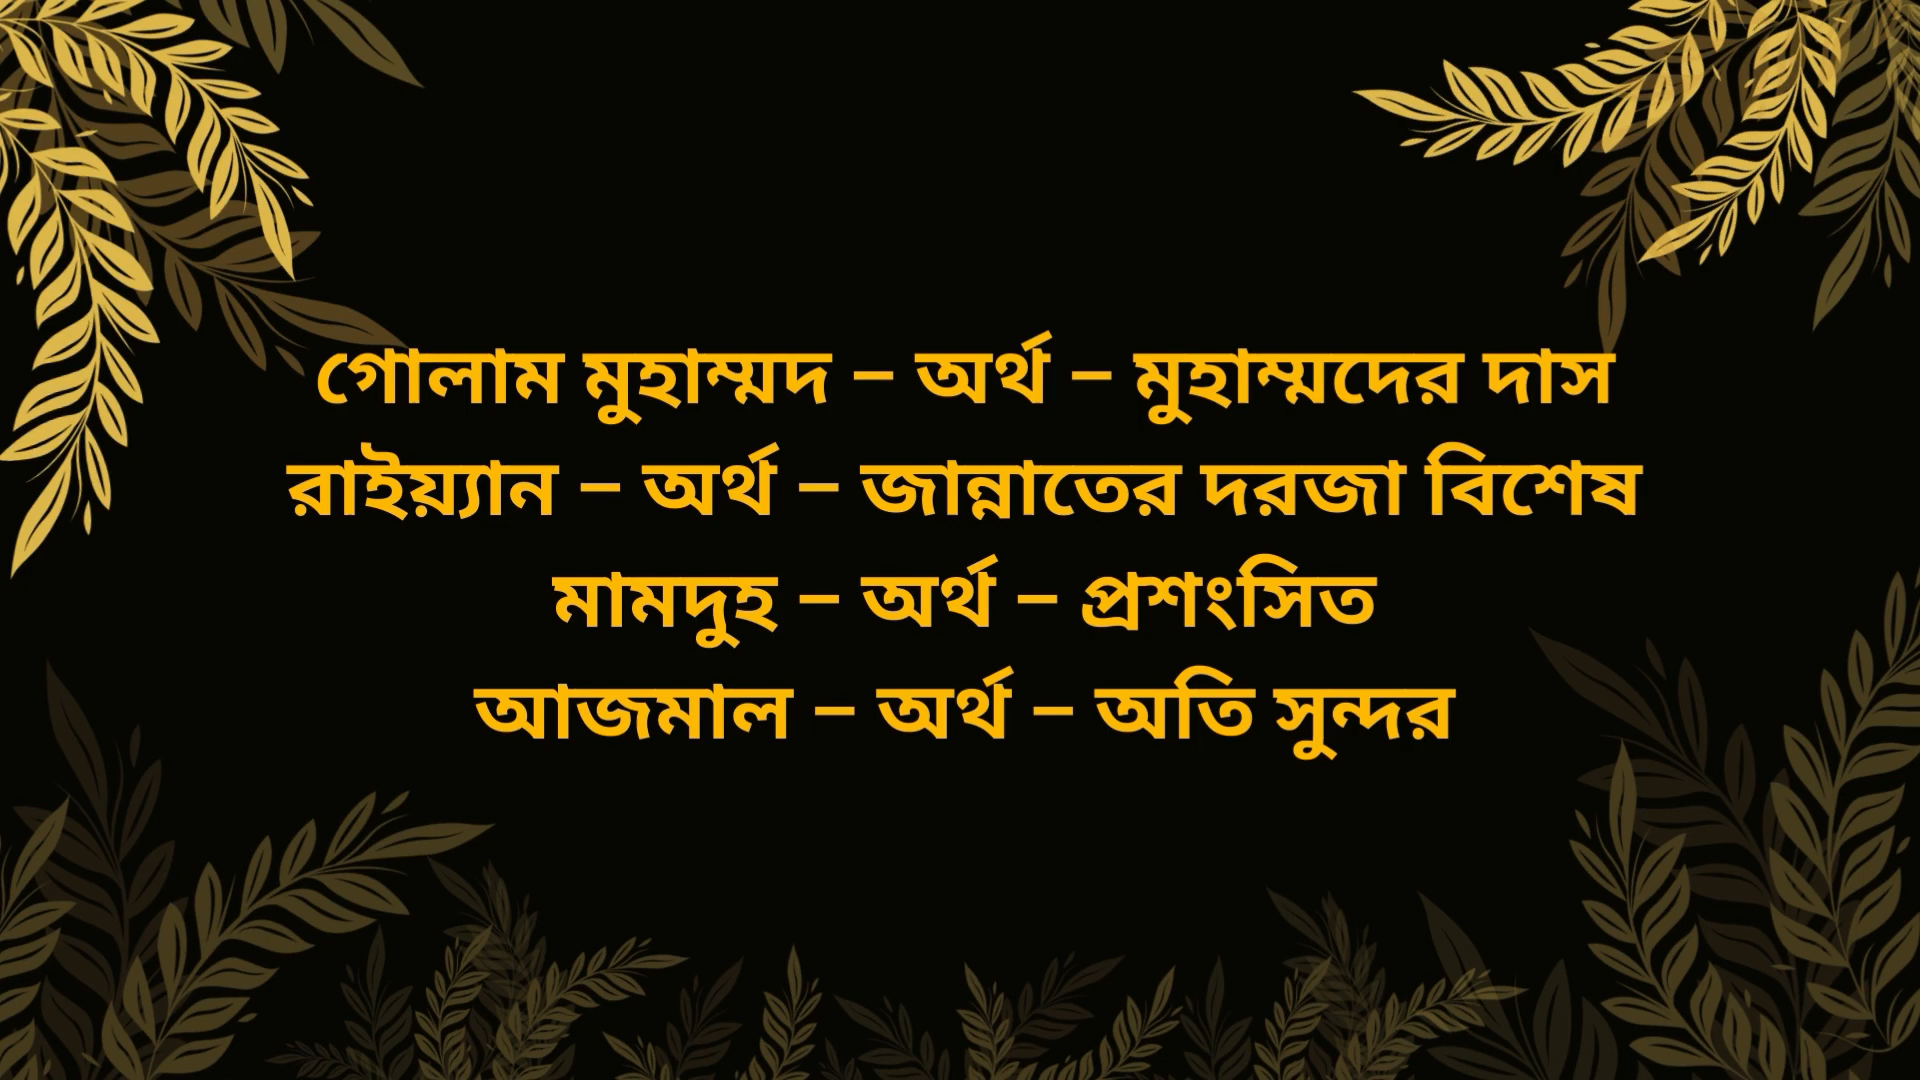 গোলাম মুহাম্মদ – অর্থ – মুহাম্মদের দাস
রাইয়্যান – অর্থ – জান্নাতের দরজা বিশেষ
মামদুহ – অর্থ – প্রশংসিত
আজমাল – অর্থ – অতি সুন্দর